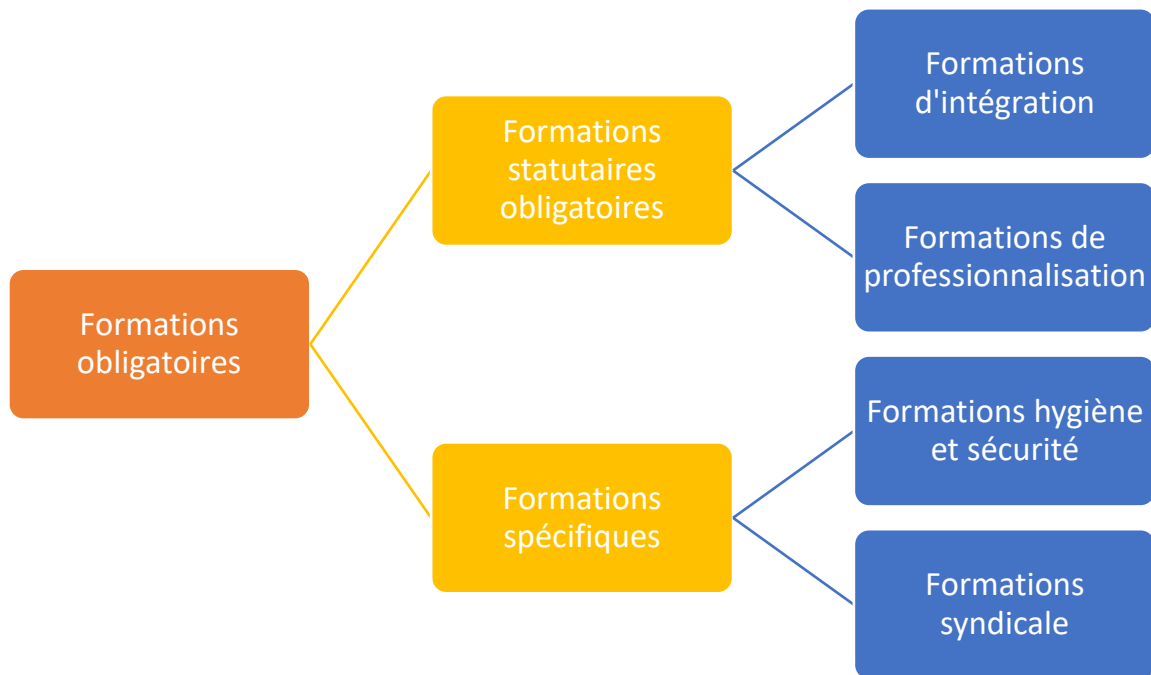 Formations
obligatoires
Formations
statutaires
obligatoires
Formations
d'intégration
Formations de
professionnalisation
Formations
spécifiques
Formations hygiène
et sécurité
Formations
syndicale